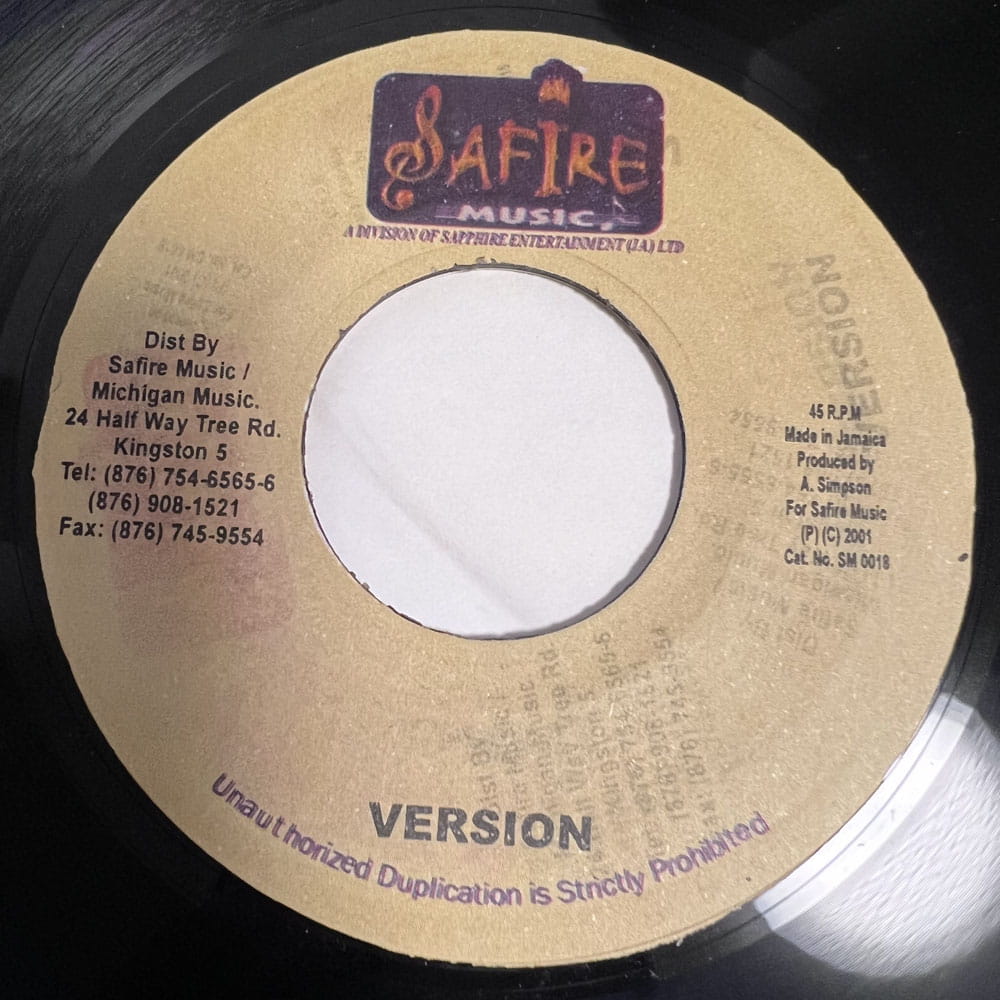 SAFIRE
MUSIC
A DIVISION OF SAPPHIRE ENTERTAINMENT (JA) LTD
Dist By
Safire Music /
Michigan Music.
24 Half Way Tree Rd.
Kingston 5
Tel: (876) 754-6565-6
(876) 908-1521
Fax: (876) 745-9554
45 R.P.M
Made in Jamaica
Produced by
A. Simpson
For Safire Music
(P) (C) 2001
Cat. No. SM 0018
VERSION
Unauthorized Duplication is Strictly Prohibited
VERSION